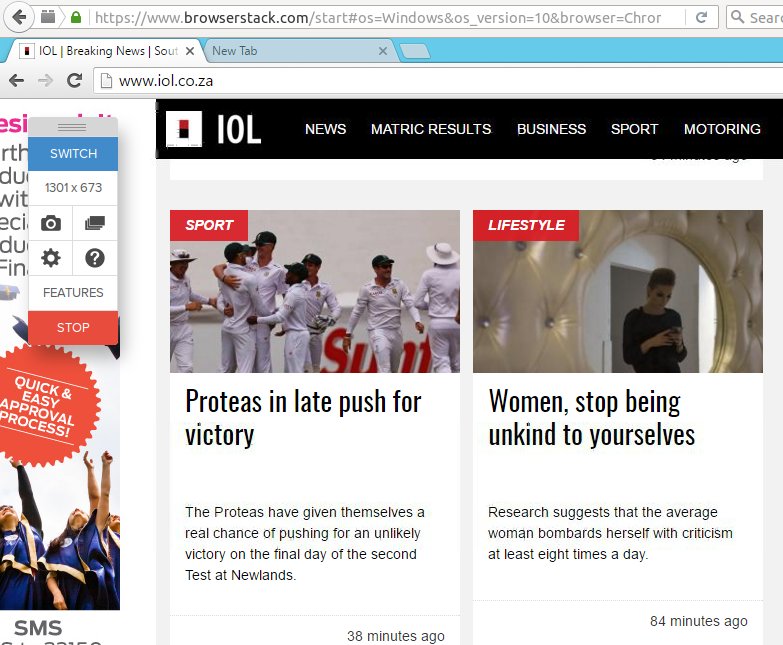 https://www.browserstack.com/start#os=Windows&os_version=10&browser=Chror
Sea
IOL | Breaking News | Sout
New Tab
www.iol.co.za
IOL
NEWS
MATRIC RESULTS
BUSINESS
SPORT
MOTORING
SWITCH
1301 x 673
FEATURES
STOP
QUICK &
EASY
APPROVAL
PROCESS!
SMS
SPORT
Proteas in late push for
victory
The Proteas have given themselves a
real chance of pushing for an unlikely
victory on the final day of the second
Test at Newlands.
38 minutes ago
LIFESTYLE
Women, stop being
unkind to yourselves
Research suggests that the average
woman bombards herself with criticism
at least eight times a day.
84 minutes ago